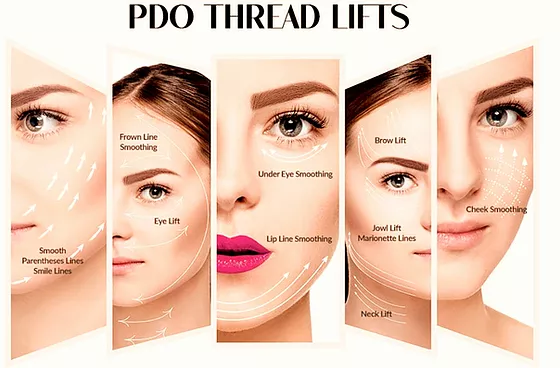 PDO THREAD LIFTS
Smooth
Parentheses Lines
Smile Lines
Frown Line
Smoothing
Eye Lift
Under Eye Smoothing
Lip Line Smoothing
Brow Lift
Jowl Lift
Marionette Lines
Neck Lift
Cheek Smoothing